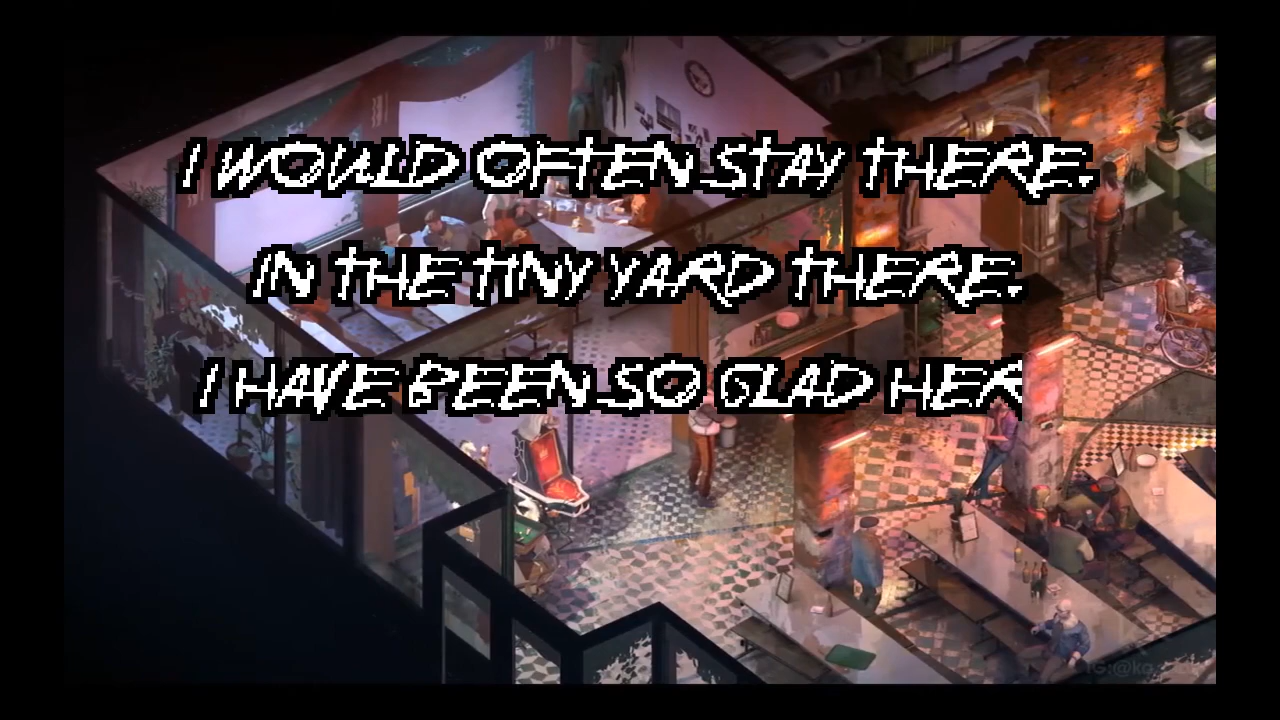 I WOULD OFTEN STAY THERE.
IN THE TINY YARD THERE.
I HAVE BEEN SO GLAD HER